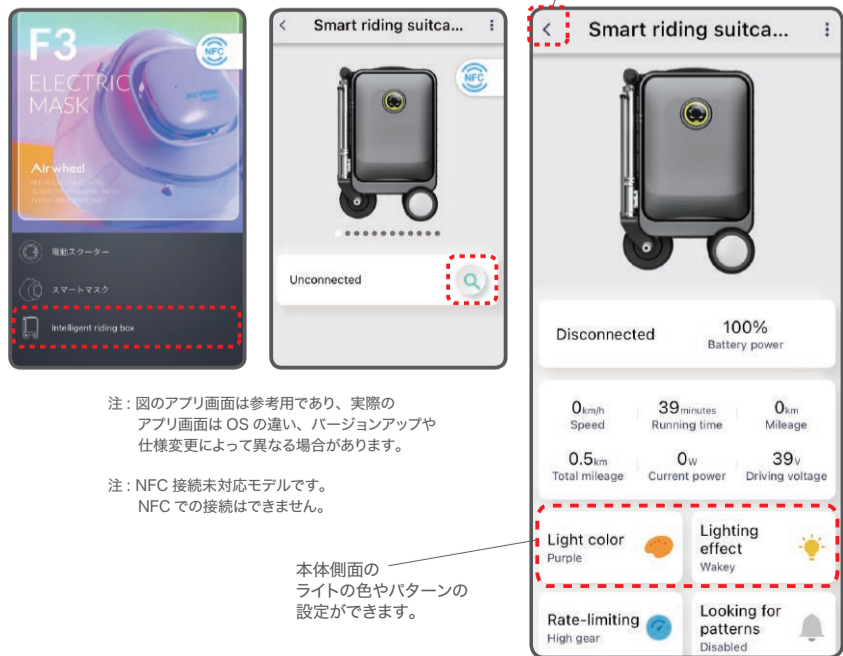 F3
ELECTRIC
MASK
NFC
Airwheel
電動スクーター
スマートマスク
Intelligent riding box
Smart riding suitca...
NFC
Unconnected
Smart riding suitca...
Disconnected
100%
Battery power
0km/h
Speed
39minutes
Running time
0km
Mileage
0.5km
Total mileage
0w
Current power
39v
Driving voltage
Light color
Purple
Lighting
effect
Wakey
Rate-limiting
High gear
Looking for
patterns
Disabled
注 : 図のアプリ画面は参考用であり、実際の
アプリ画面は OS の違い、バージョンアップや
仕様変更によって異なる場合があります。
注 : NFC 接続未対応モデルです。
NFC での接続はできません。
本体側面の
ライトの色やパターンの
設定ができます。